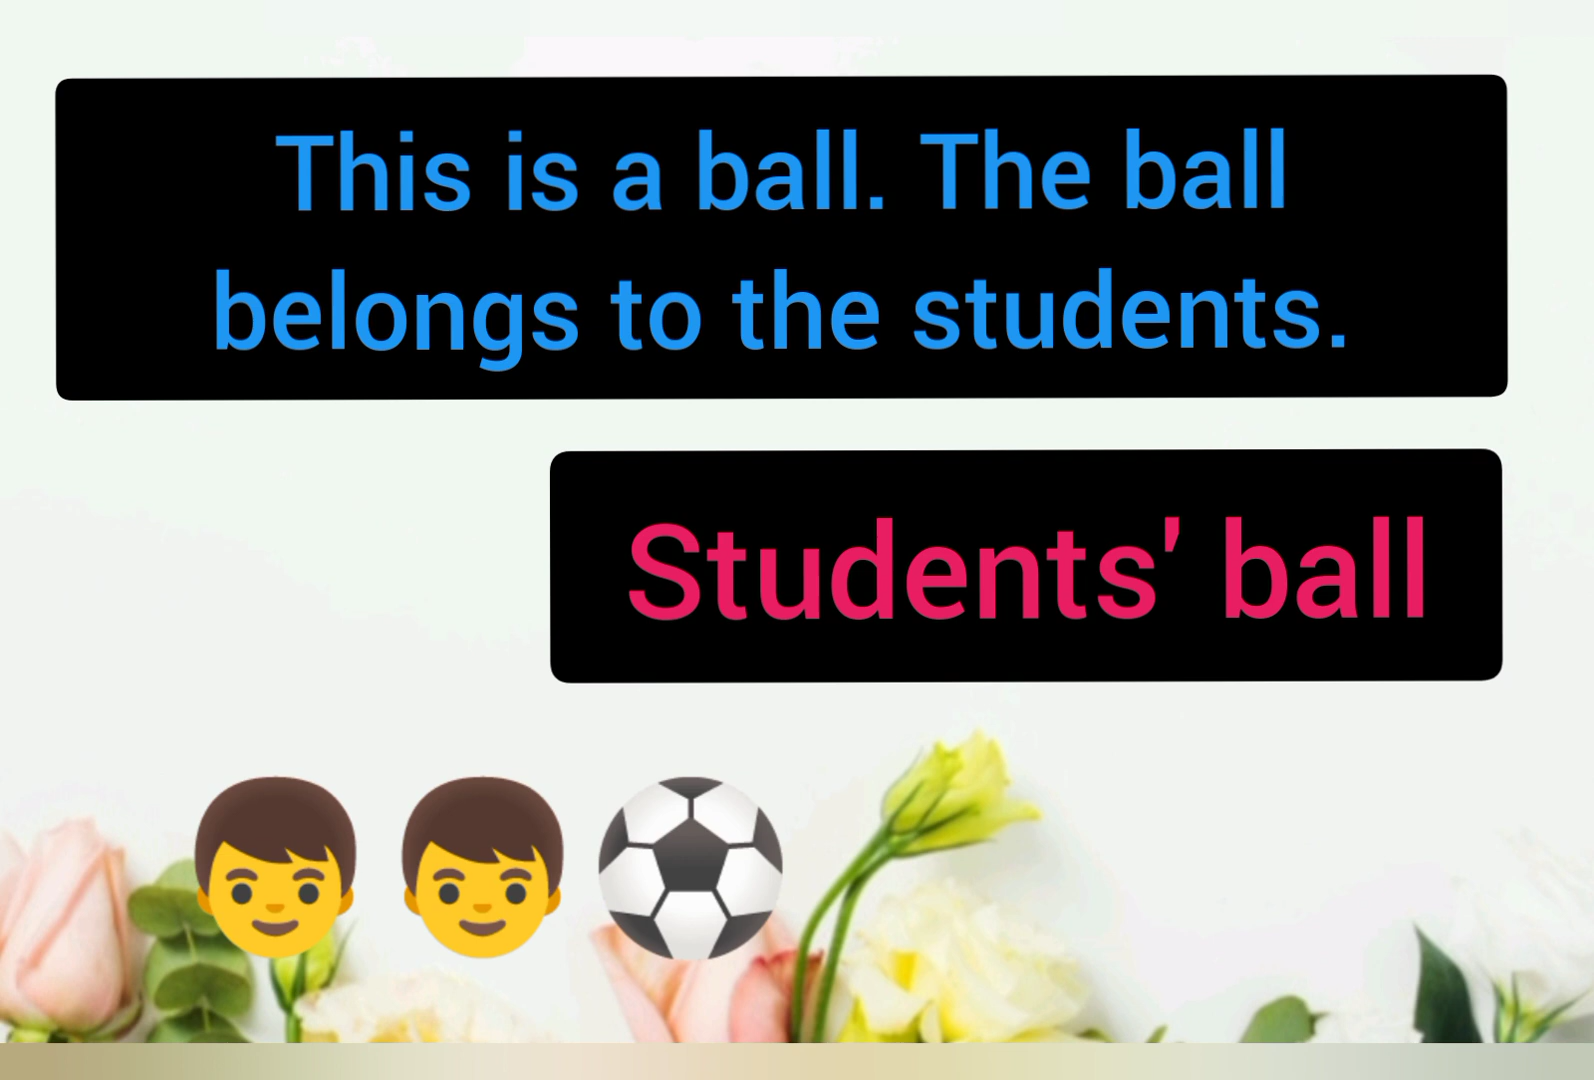 This is a ball. The ball
belongs to the students.
Students' ball